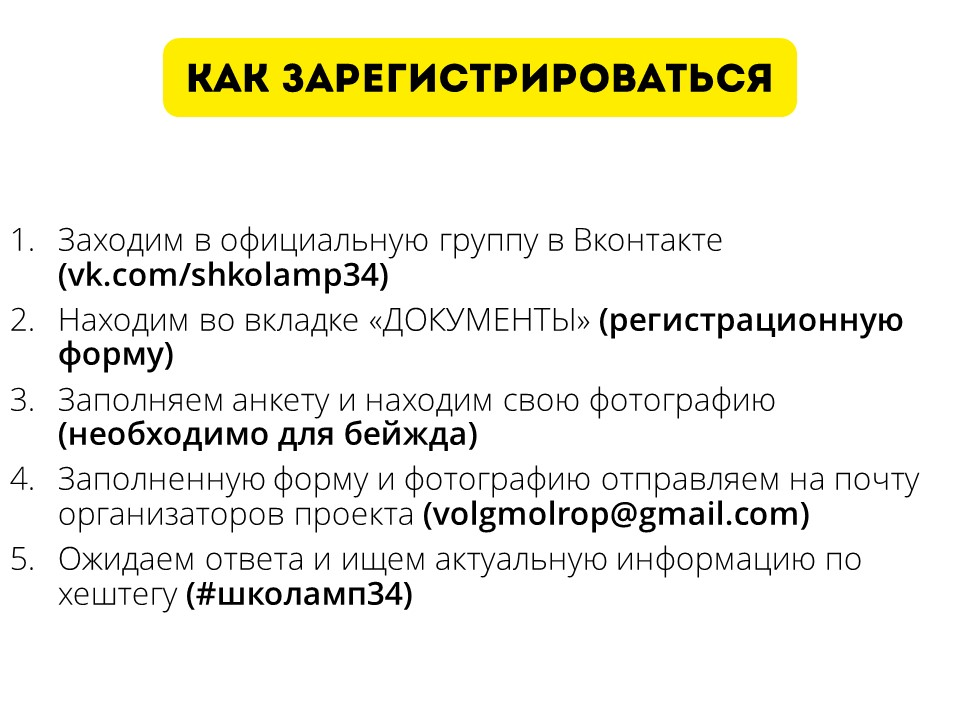 КАК ЗАРЕГИСТРИРОВАТЬСЯ
1. Заходим в официальную группу в Вконтакте
(vk.com/shkolamp34)
2. Находим во вкладке «ДОКУМЕНТЫ» (регистрационную
форму)
3. Заполняем анкету и находим свою фотографию
(необходимо для бейжда)
4. Заполненную форму и фотографию отправляем на почту
организаторов проекта (volgmolrop@gmail.com)
5. Ожидаем ответа и ищем актуальную информацию по
хештегу (#школамп34)